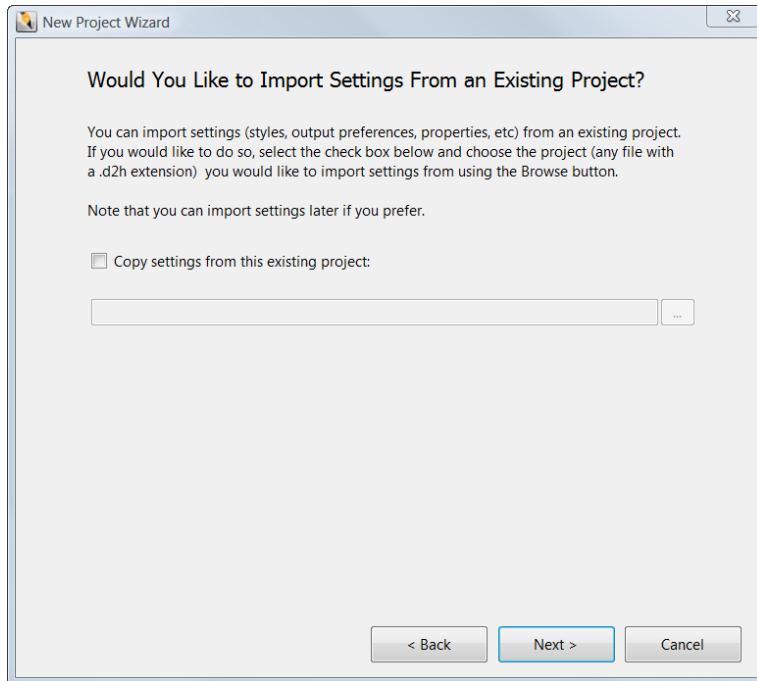 New Project Wizard
Would You Like to Import Settings From an Existing Project?
You can import settings (styles, output preferences, properties, etc) from an existing project.
If you would like to do so, select the check box below and choose the project (any file with
a .d2h extension)  you would like to import settings from using the Browse button.
Note that you can import settings later if you prefer.
Copy settings from this existing project:
...
< Back
Next >
Cancel